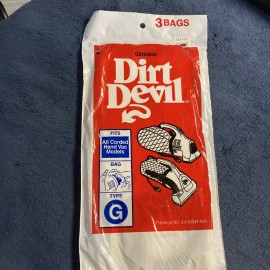 3 BAGS
GENUINE
Dirt
Devil
FITS
All Corded
Hand Vac
Models
BAG
TYPE
G